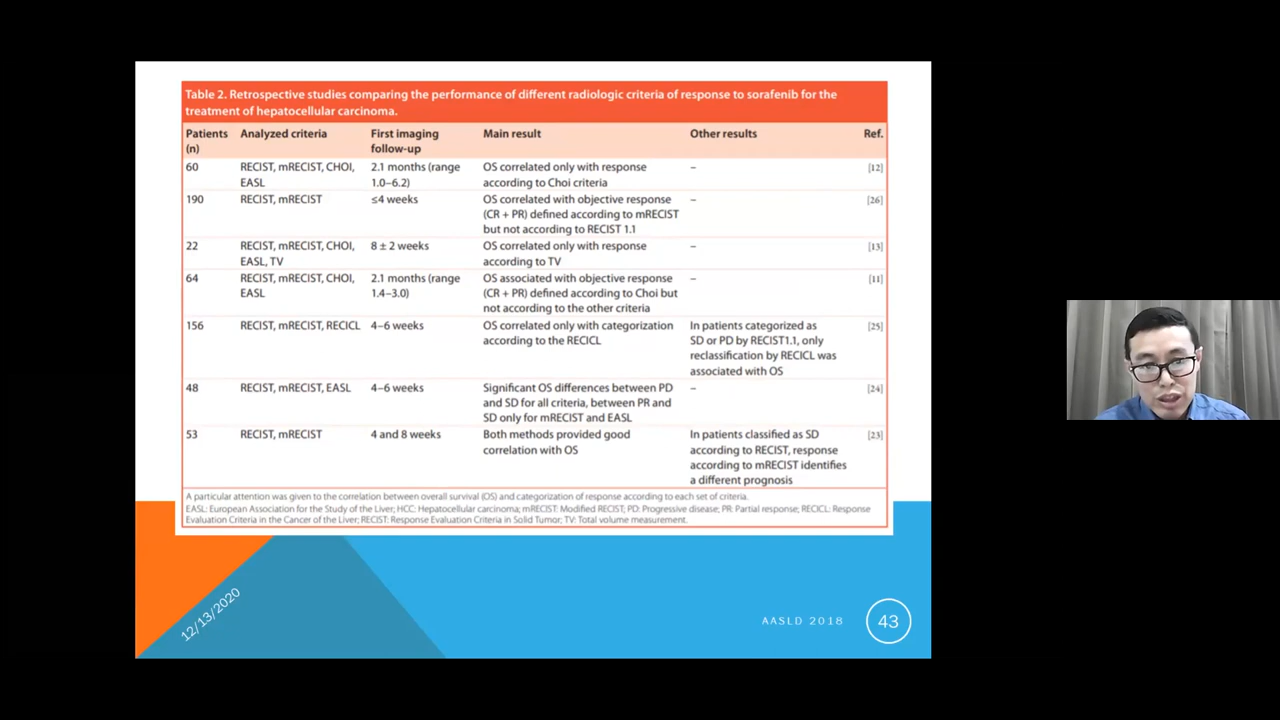 Table 2. Retrospective studies comparing the performance of different radiologic criteria of response to sorafenib for the
treatment of hepatocellular carcinoma.
Patients (n) Analyzed criteria First imaging follow-up Main result Other results Ref.
60 RECIST, mRECIST, CHOI, EASL 2.1 months (range 1.0–6.2) OS correlated only with response according to Choi criteria – [12]
190 RECIST, mRECIST ≤4 weeks OS correlated with objective response (CR + PR) defined according to mRECIST but not according to RECIST 1.1 – [26]
22 RECIST, mRECIST, CHOI, EASL, TV 8 ± 2 weeks OS correlated only with response according to TV – [13]
64 RECIST, mRECIST, CHOI, EASL 2.1 months (range 1.4–3.0) OS associated with objective response (CR + PR) defined according to Choi but not according to the other criteria – [11]
156 RECIST, mRECIST, RECICL 4–6 weeks OS correlated only with categorization according to the RECICL In patients categorized as SD or PD by RECIST1.1, only reclassification by RECICL was associated with OS [25]
48 RECIST, mRECIST, EASL 4–6 weeks Significant OS differences between PD and SD for all criteria, between PR and SD only for mRECIST and EASL – [24]
53 RECIST, mRECIST 4 and 8 weeks Both methods provided good correlation with OS In patients classified as SD according to RECIST, response according to mRECIST identifies a different prognosis [23]
A particular attention was given to the correlation between overall survival (OS) and categorization of response according to each set of criteria.
EASL: European Association for the Study of the Liver; HCC: Hepatocellular carcinoma; mRECIST: Modified RECIST; PD: Progressive disease; PR: Partial response; RECICL: Response
Evaluation Criteria in the Cancer of the Liver; RECIST: Response Evaluation Criteria in Solid Tumor; TV: Total volume measurement.
12/13/2020
AASLD 2018
43